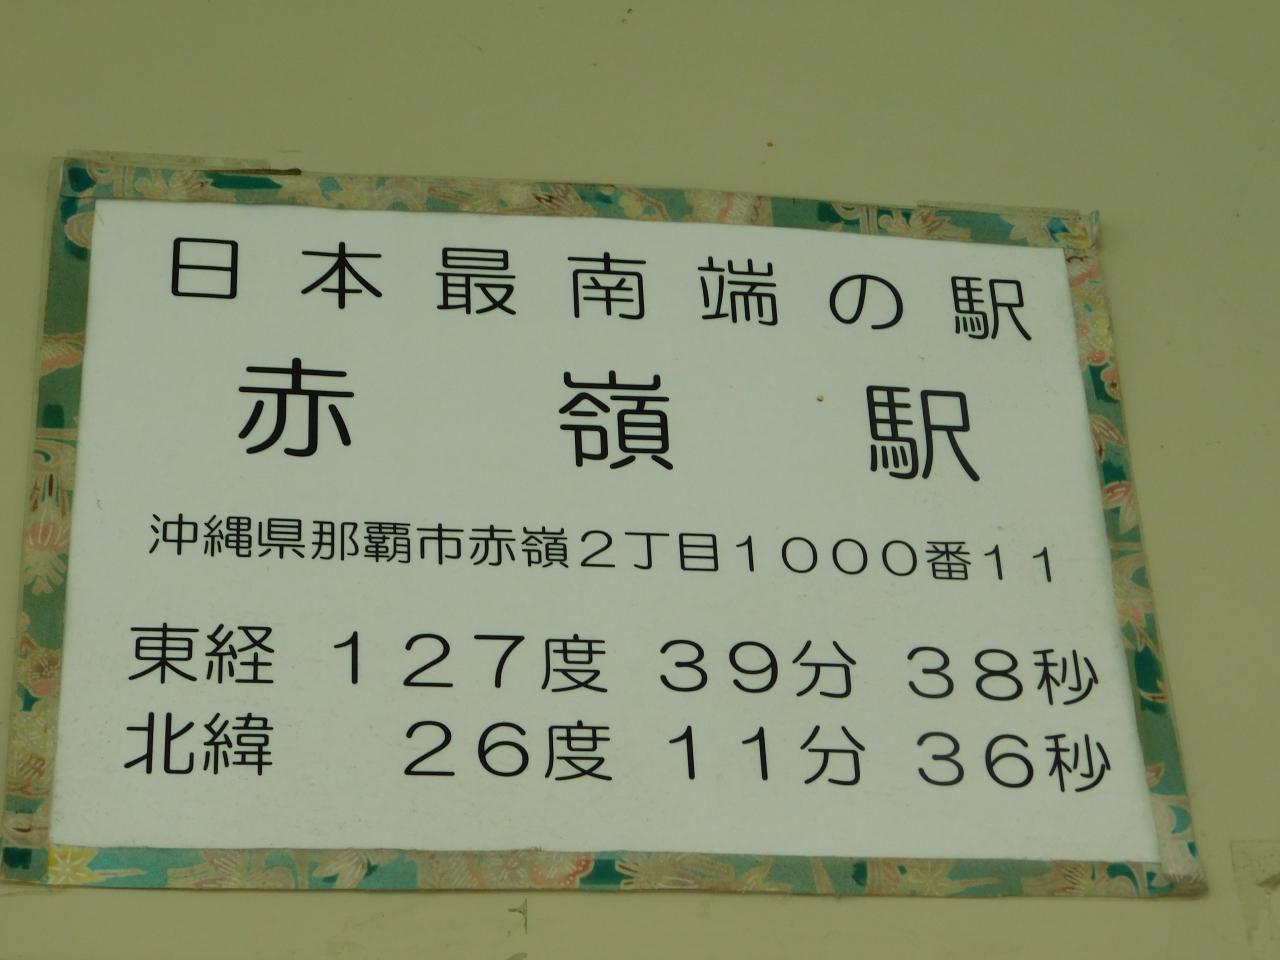 日本最南端の駅
赤嶺駅
沖縄県那覇市赤嶺２丁目１０００番１１
東経 １２７度 ３９分 ３８秒
北緯 ２６度 １１分 ３６秒